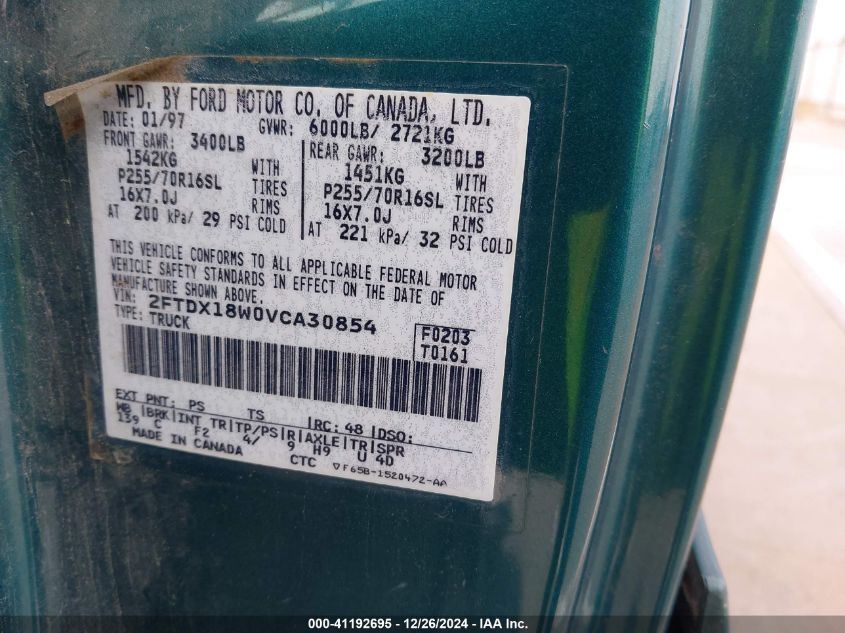 MFD. BY FORD MOTOR CO. OF CANADA, LTD.
DATE: 01/97 GVWR: 6000LB/ 2721KG
FRONT GAWR: 3400LB REAR GAWR: 3200LB
1542KG WITH 1451KG WITH
P255/70R16SL TIRES P255/70R16SL TIRES
16X7.0J RIMS 16X7.0J RIMS
AT 200 kPa/ 29 PSI COLD AT 221 kPa/ 32 PSI COLD
THIS VEHICLE CONFORMS TO ALL APPLICABLE FEDERAL MOTOR
VEHICLE SAFETY STANDARDS IN EFFECT ON THE DATE OF
MANUFACTURE SHOWN ABOVE.
VIN: 2FTDX18W0VCA30854
TYPE: TRUCK
F0203
T0161
EXT PNT: PS TS RC: 48 DSO:
WB |BRK|INT TR|TP/PS|R|AXLE|TR|SPR
139 C F2 4/ 9 H9 U 4D
MADE IN CANADA CTC ▽F65B-1520472-AA
000-41192695 - 12/26/2024 - IAA Inc.